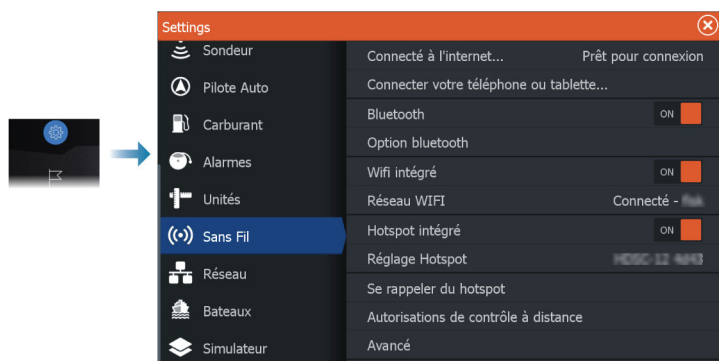 Settings
Sondeur
Pilote Auto
Carburant
Alarmes
Unités
Sans Fil
Réseau
Bateaux
Simulateur
Connecté à l'internet... Prêt pour connexion
Connecter votre téléphone ou tablette...
Bluetooth ON
Option bluetooth
Wifi intégré ON
Réseau WIFI Connecté -
Hotspot intégré ON
Réglage Hotspot
Se rappeler du hotspot
Autorisations de contrôle à distance
Avancé